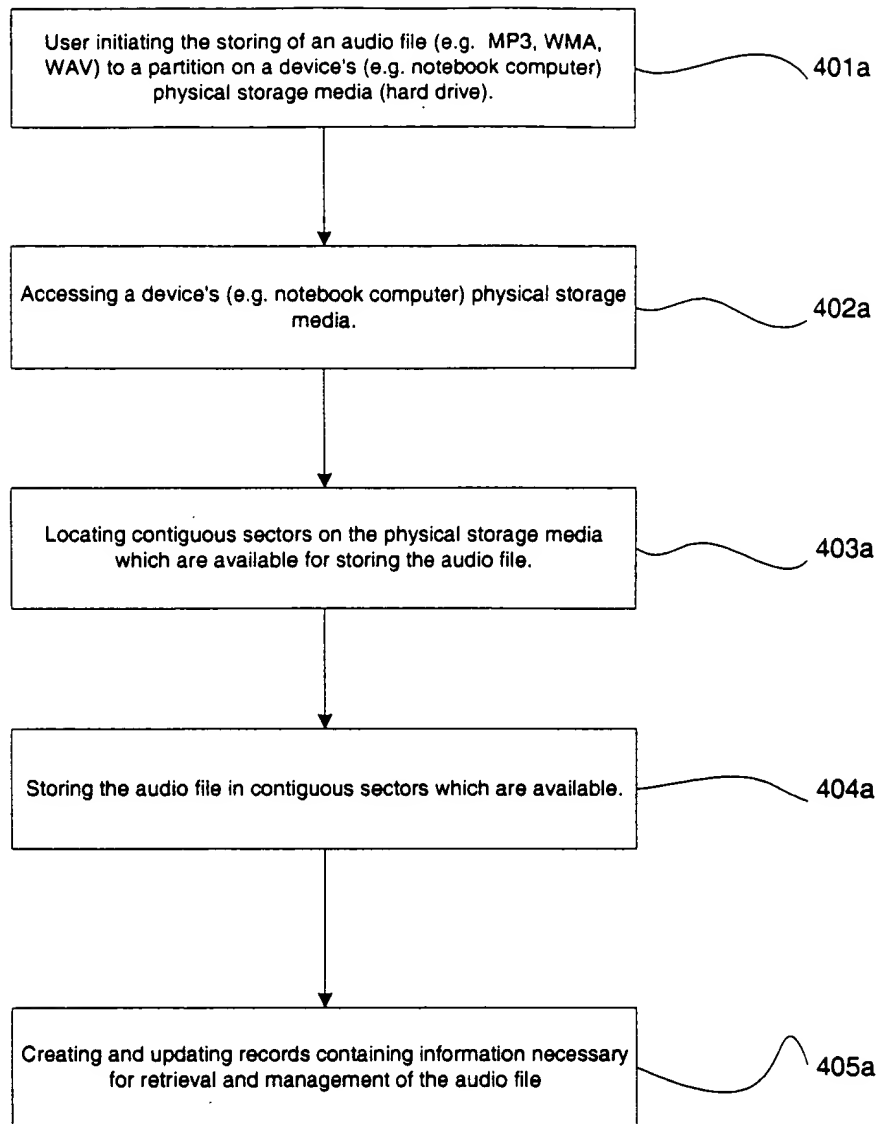 User initiating the storing of an audio file (e.g. MP3, WMA,
WAV) to a partition on a device's (e.g. notebook computer)
physical storage media (hard drive).
401a
Accessing a device's (e.g. notebook computer) physical storage
media.
402a
Locating contiguous sectors on the physical storage media
which are available for storing the audio file.
403a
Storing the audio file in contiguous sectors which are available.
404a
Creating and updating records containing information necessary
for retrieval and management of the audio file
405a